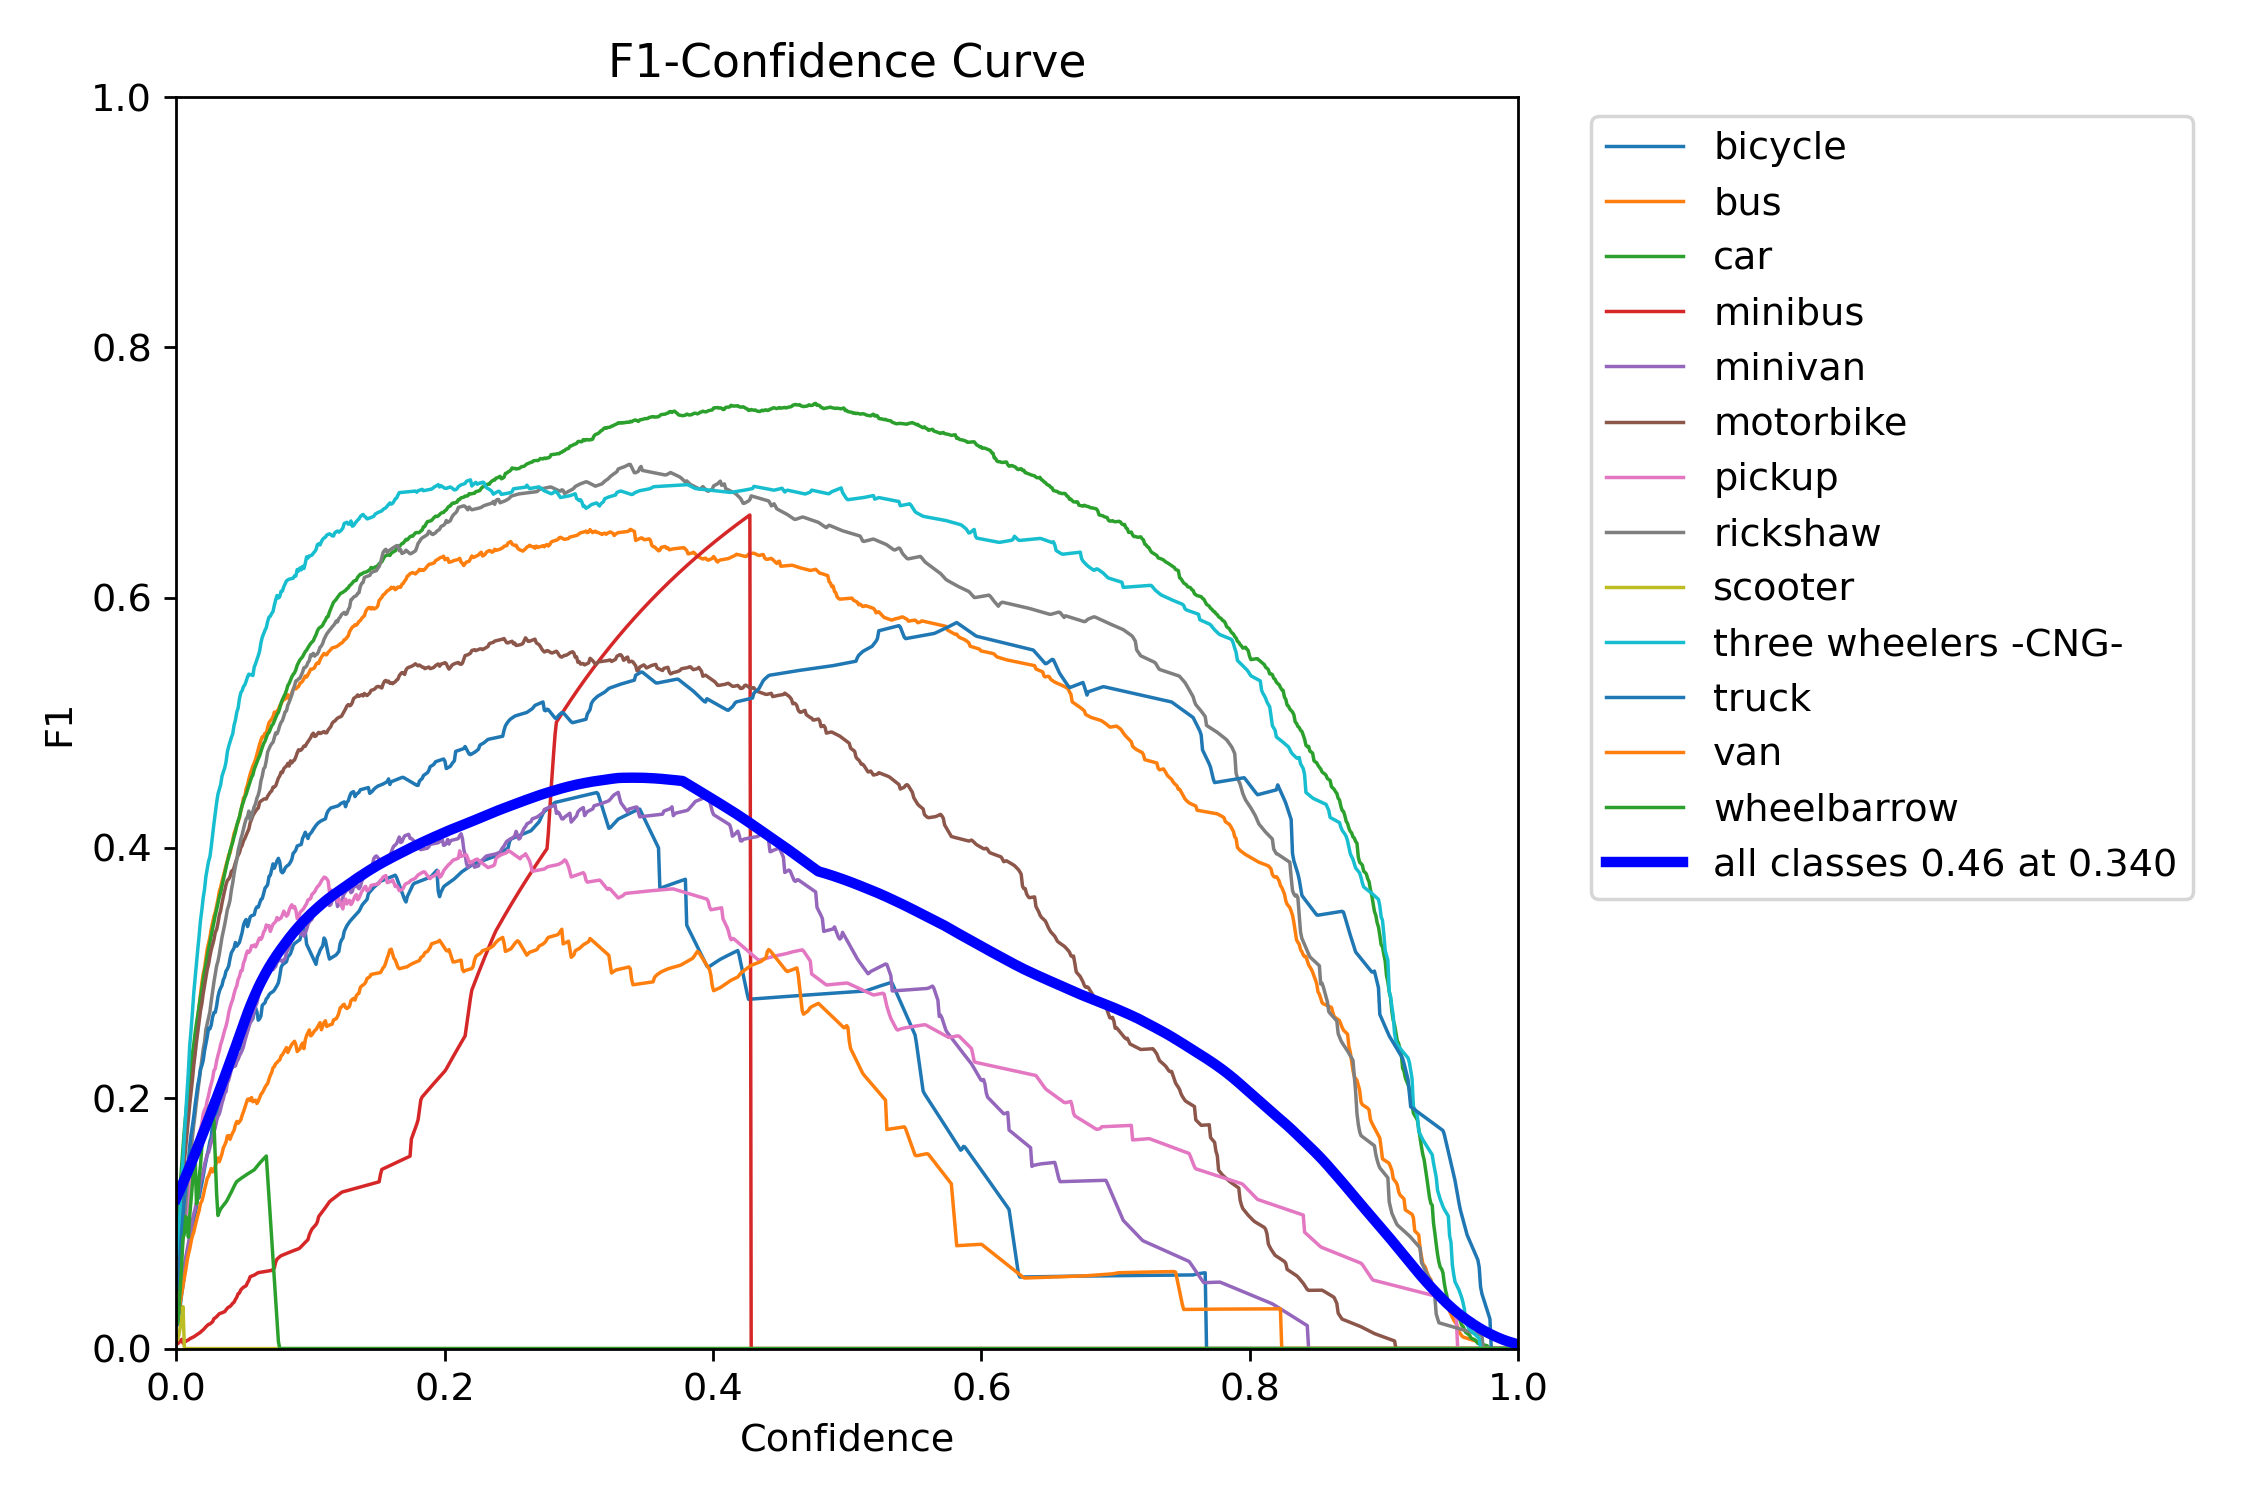 F1-Confidence Curve
1.0
0.8
0.6
0.4
0.2
0.0
F1
0.0 0.2 0.4 0.6 0.8 1.0
Confidence
bicycle
bus
car
minibus
minivan
motorbike
pickup
rickshaw
scooter
three wheelers -CNG-
truck
van
wheelbarrow
all classes 0.46 at 0.340